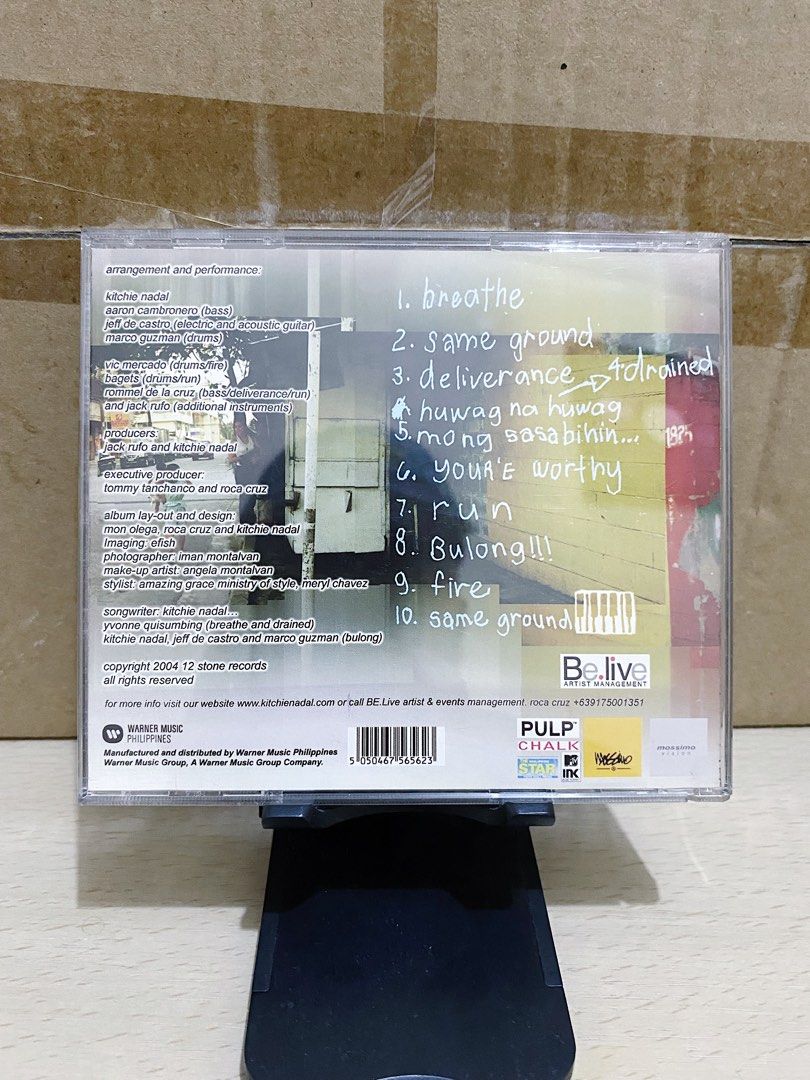 arrangement and performance:
kitchie nadal
aaron cambronero (bass)
jeff de castro (electric and acoustic guitar)
marco guzman (drums)
vic mercado (drums/fire)
bagets (drums/run)
rommel de la cruz (bass/deliverance/run)
and jack rufo (additional instruments)
producers:
jack rufo and kitchie nadal
executive producer:
tommy tanchanco and roca cruz
album lay-out and design:
mon olega, roca cruz and kitchie nadal
Imaging: efish
photographer: iman montalvan
make-up artist: angela montalvan
stylist: amazing grace ministry of style, meryl chavez
songwriter: kitchie nadal...
yvonne quisumbing (breathe and drained)
kitchie nadal, jeff de castro and marco guzman (bulong)
copyright 2004 12 stone records
all rights reserved
1. breathe
2. same ground
3. deliverance
4. drained
huwag na huwag
5. mong sasabihin...
6. YOUR'E worthy
7. run
8. Bulong!!!
9. fire
10. same ground
Be.live
ARTIST MANAGEMENT
for more info visit our website www.kitchienadal.com or call BE.Live artist & events management. roca cruz +639175001351
WARNER MUSIC
PHILIPPINES
Manufactured and distributed by Warner Music Philippines
Warner Music Group, A Warner Music Group Company.
5 050467 565623
PULP
CHALK
STAR
INK
mossimo
mossimo
vision